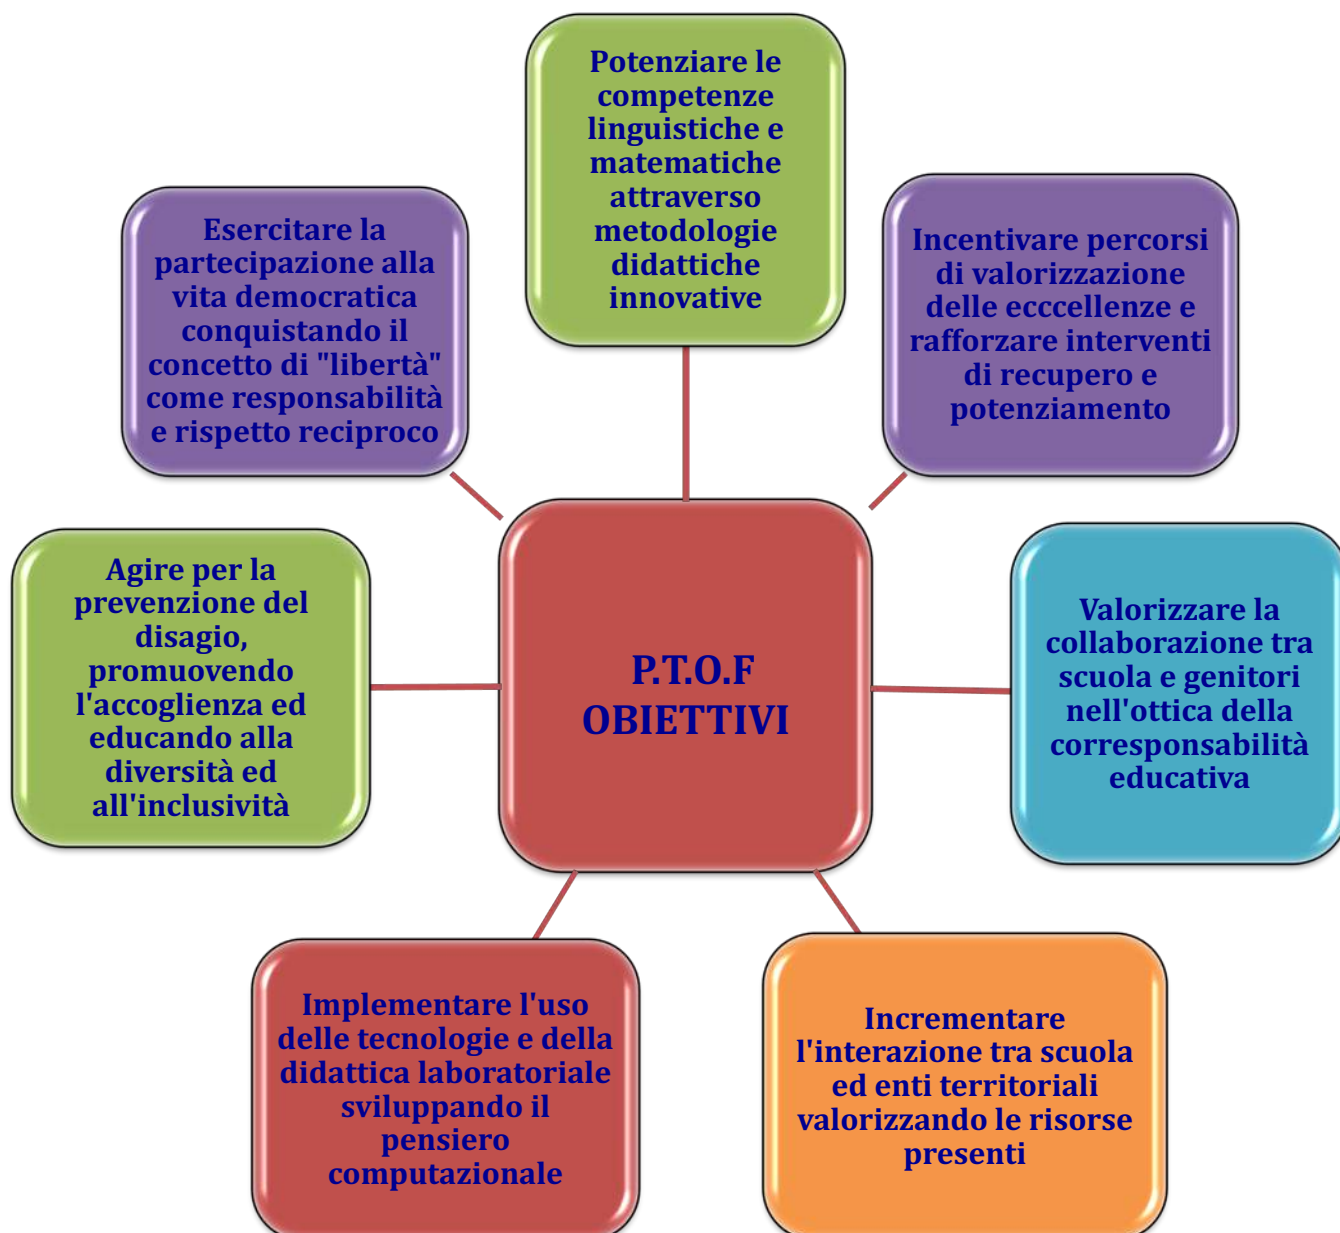 Potenziare le
competenze
linguistiche e
matematiche
attraverso
metodologie
didattiche
innovative
Esercitare la
partecipazione alla
vita democratica
conquistando il
concetto di "libertà"
come responsabilità
e rispetto reciproco
Incentivare percorsi
di valorizzazione
delle ecccellenze e
rafforzare interventi
di recupero e
potenziamento
Agire per la
prevenzione del
disagio,
promuovendo
l'accoglienza ed
educando alla
diversità ed
all'inclusività
P.T.O.F
OBIETTIVI
Valorizzare la
collaborazione tra
scuola e genitori
nell'ottica della
corresponsabilità
educativa
Implementare l'uso
delle tecnologie e della
didattica laboratoriale
sviluppando il
pensiero
computazionale
Incrementare
l'interazione tra scuola
ed enti territoriali
valorizzando le risorse
presenti